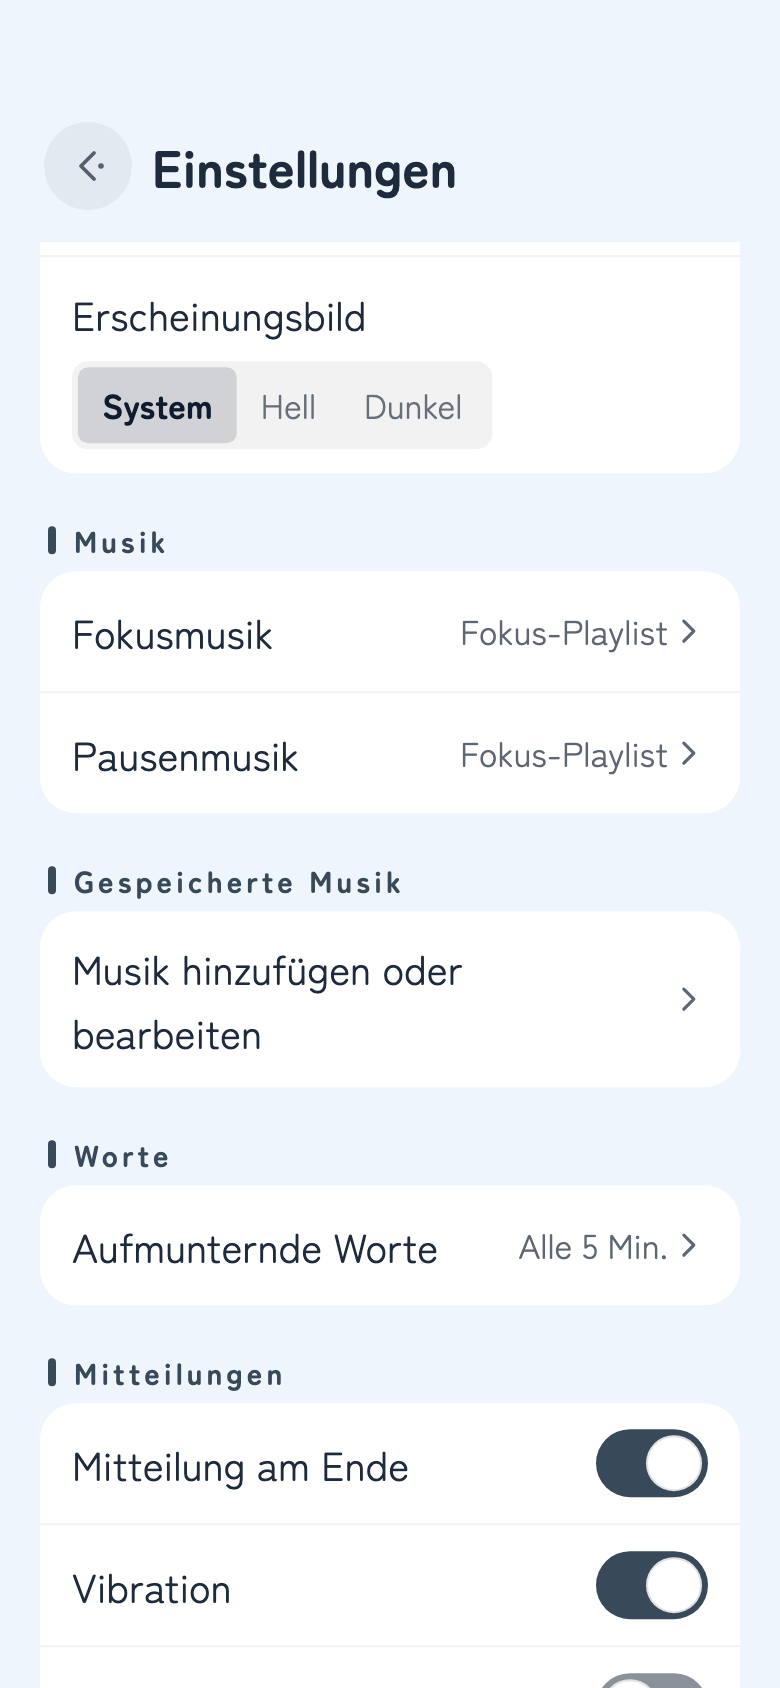 Einstellungen
Erscheinungsbild
System Hell Dunkel
Musik
Fokusmusik Fokus-Playlist
Pausenmusik Fokus-Playlist
Gespeicherte Musik
Musik hinzufügen oder
bearbeiten
Worte
Aufmunternde Worte Alle 5 Min.
Mitteilungen
Mitteilung am Ende
Vibration